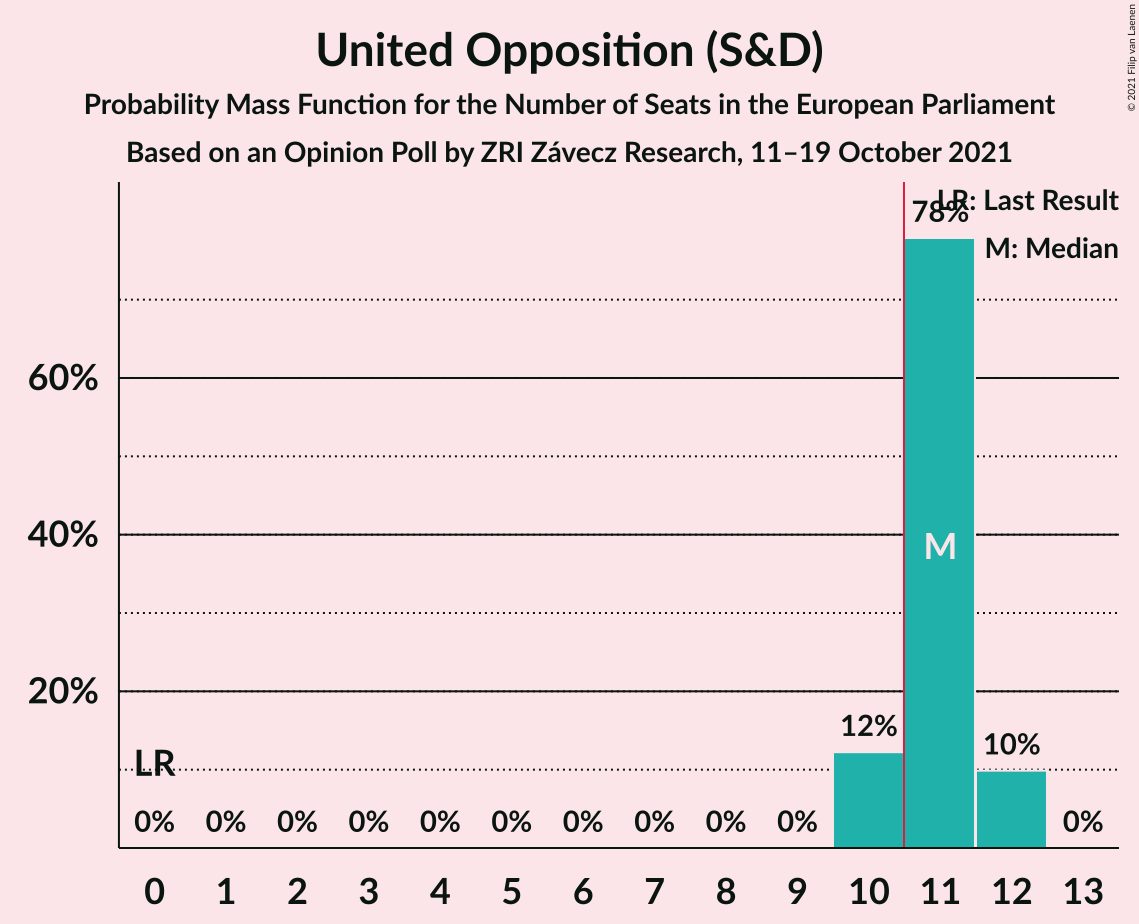 United Opposition (S&D)
Probability Mass Function for the Number of Seats in the European Parliament
Based on an Opinion Poll by ZRI Závecz Research, 11–19 October 2021
© 2021 Filip van Laenen
LR: Last Result
M: Median
78%
60%
40%
20%
M
12%
10%
LR
0% 0% 0% 0% 0% 0% 0% 0% 0% 0% 0%
0 1 2 3 4 5 6 7 8 9 10 11 12 13